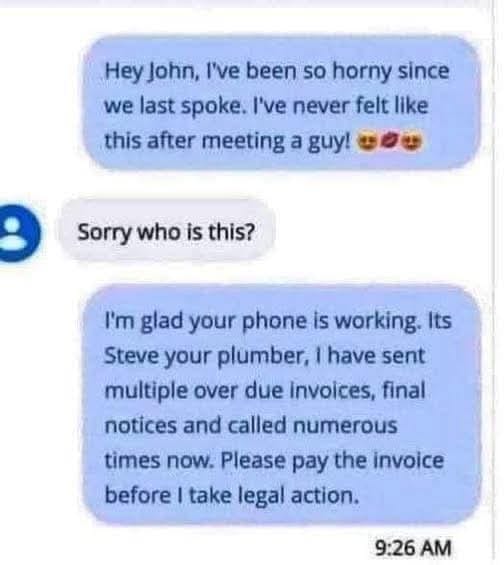 Hey John, I've been so horny since
we last spoke. I've never felt like
this after meeting a guy! 😍💋😍
Sorry who is this?
I'm glad your phone is working. Its
Steve your plumber, I have sent
multiple over due invoices, final
notices and called numerous
times now. Please pay the invoice
before I take legal action.
9:26 AM